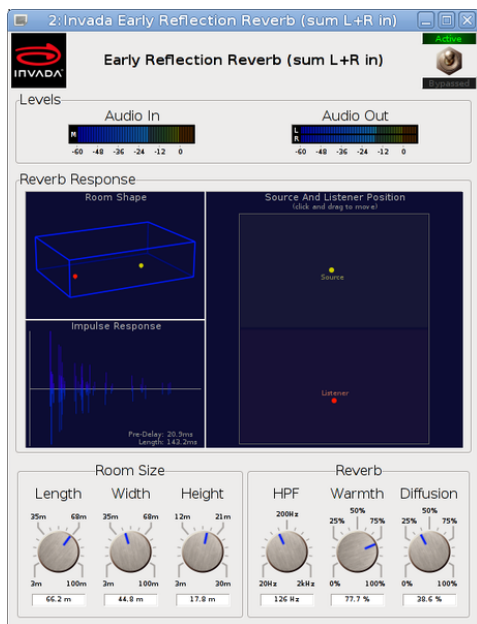 2: Invada Early Reflection Reverb (sum L+R in)
INVADA
Early Reflection Reverb (sum L+R in)
Active
Bypassed
Levels
Audio In
Audio Out
M
-60 -48 -36 -24 -12 0
L
R
-60 -48 -36 -24 -12 0
Reverb Response
Room Shape
Source And Listener Position
(click and drag to move)
Source
Impulse Response
Listener
Pre-Delay: 20.9ms
Length: 143.2ms
Room Size
Reverb
Length Width Height
HPF Warmth Diffusion
35m 68m
35m 68m
12m 21m
200Hz
25% 50% 75%
25% 50% 75%
3m 100m
3m 100m
3m 30m
20Hz 2kHz
0% 100%
0% 100%
66.2 m
44.8 m
17.8 m
126 Hz
77.7 %
38.6 %